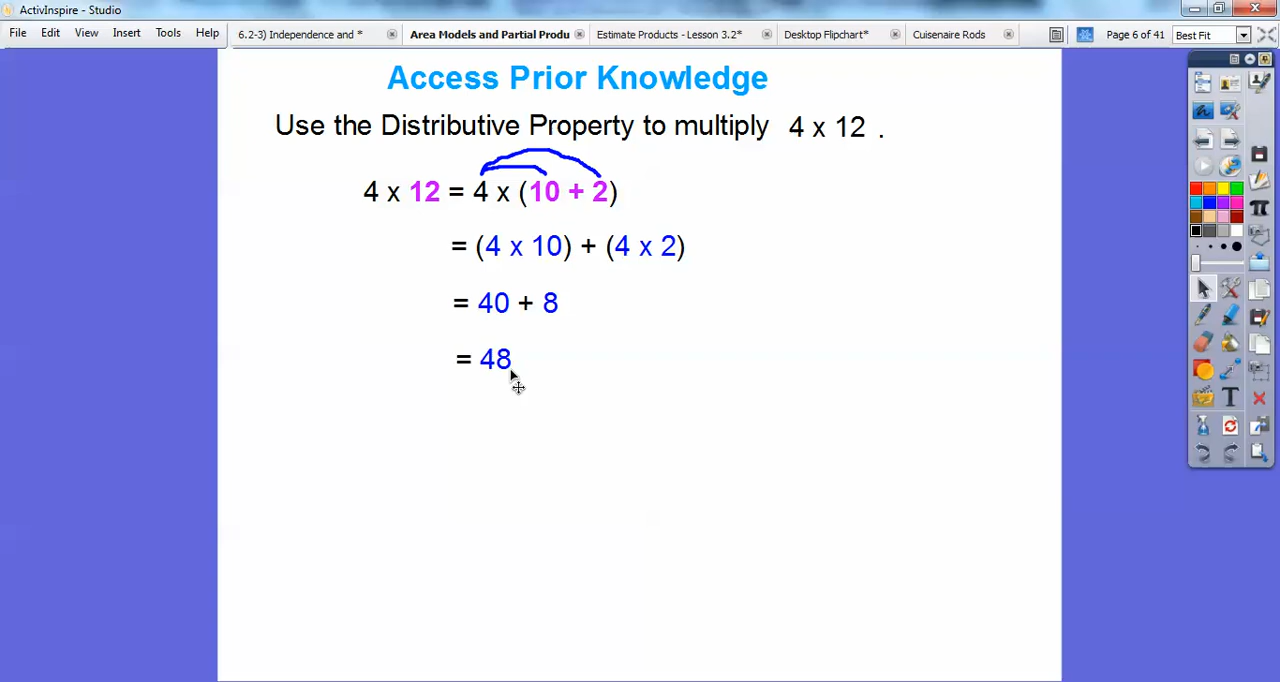 ActivInspire - Studio
File Edit View Insert Tools Help
6.2-3) Independence and * Area Models and Partial Produ Estimate Products - Lesson 3.2* Desktop Flipchart* Cuisenaire Rods Page 6 of 41 Best Fit
Access Prior Knowledge
Use the Distributive Property to multiply 4 x 12 .
4 x 12 = 4 x (10 + 2)
= (4 x 10) + (4 x 2)
= 40 + 8
= 48